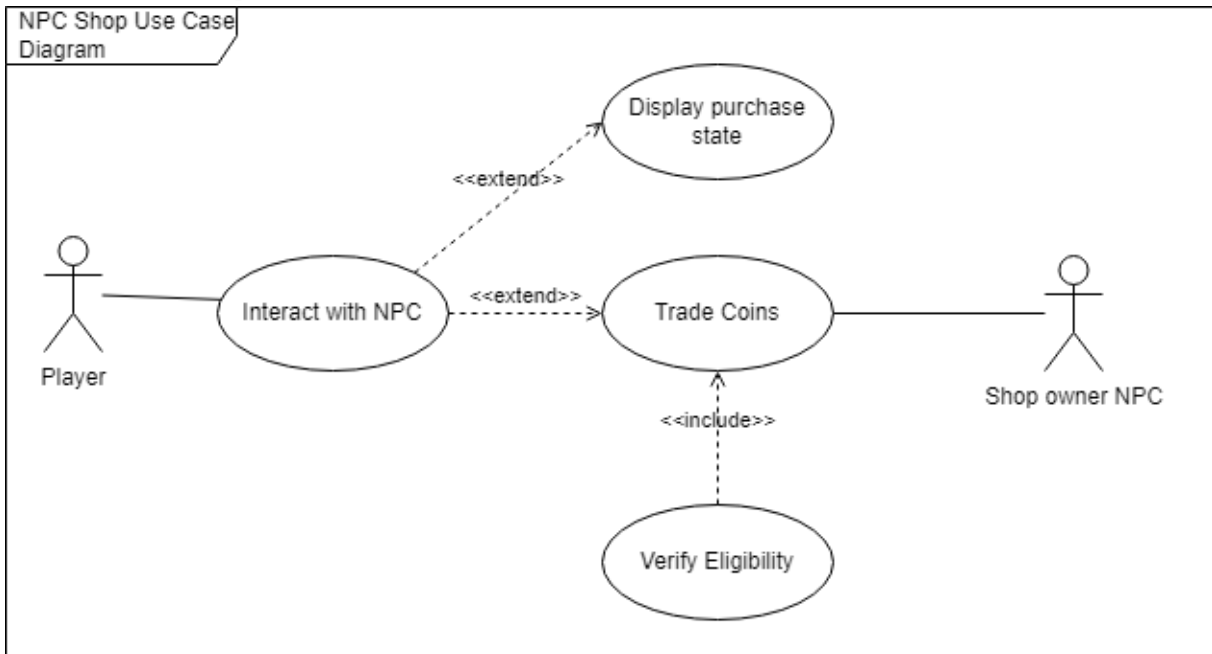 NPC Shop Use Case
Diagram
Display purchase
state
<<extend>>
<<extend>>
Interact with NPC
Trade Coins
Player
Shop owner NPC
<<include>>
Verify Eligibility